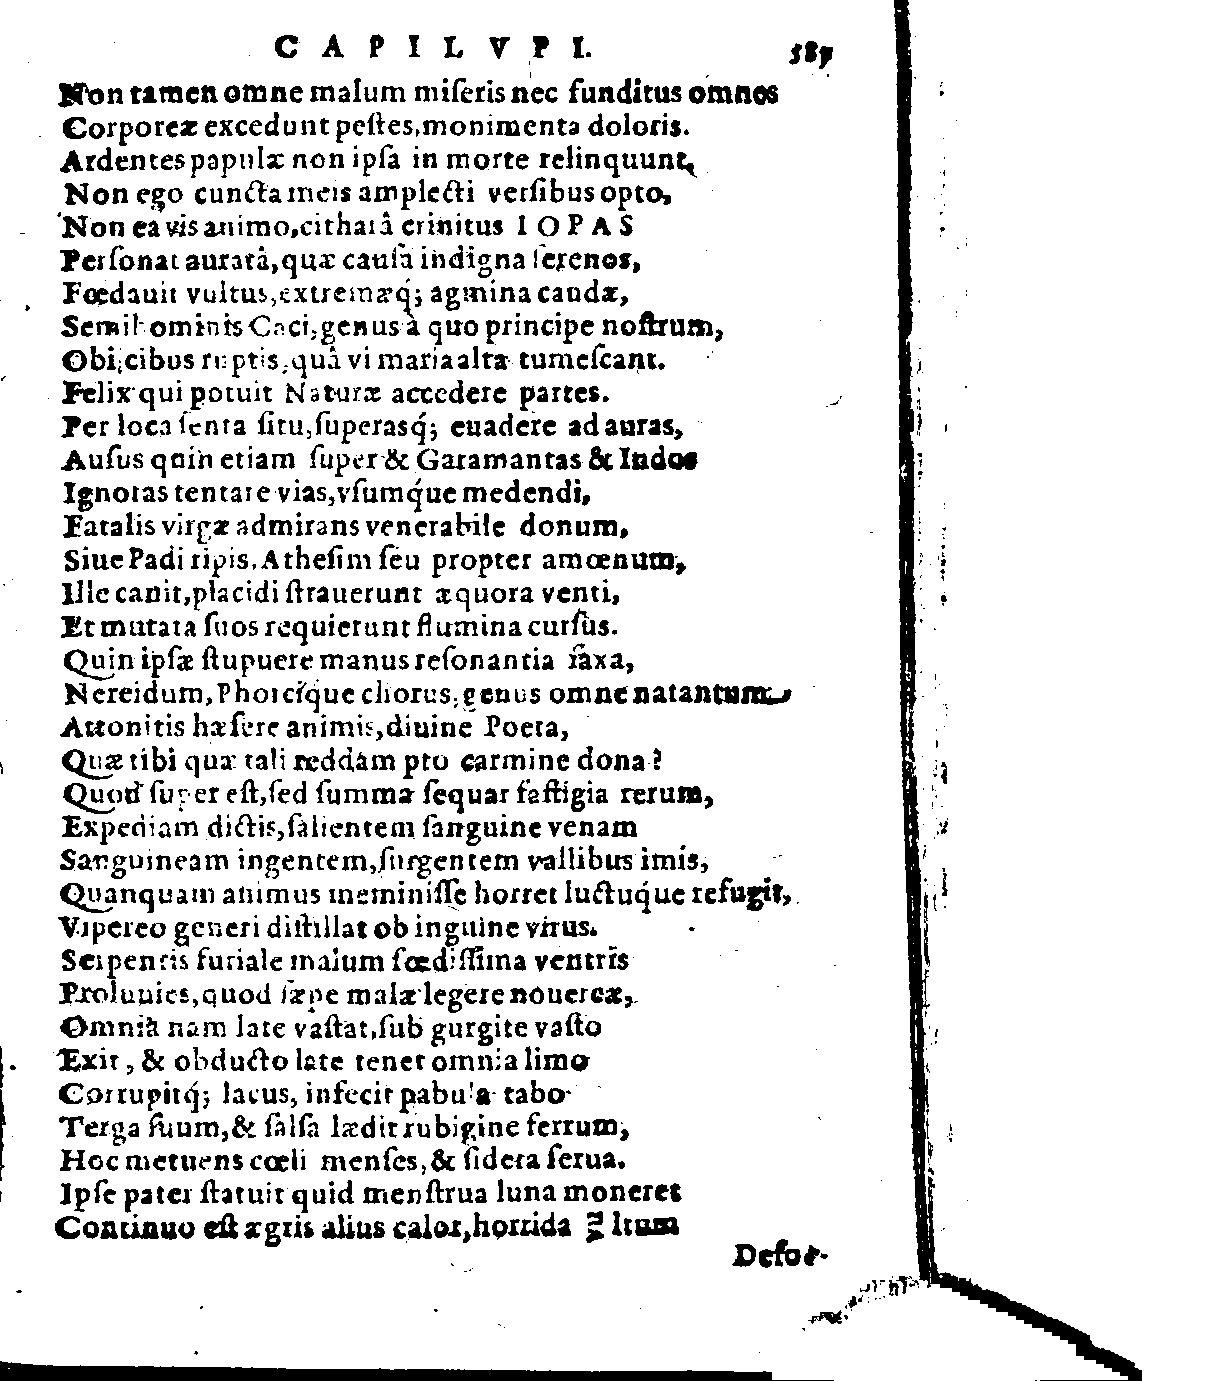 CAPILVPI. 587
Non tamen omne malum miſeris nec funditus omnes
Corporeæ excedunt peſtes, monimenta doloris.
Ardentes papulæ non ipſa in morte relinquunt,
Non ego cuncta meis amplecti verſibus opto,
Non ea vis animo, citharâ crinitus IOPAS
Perſonat auratâ, quæ cauſa indigna ſerenos,
Fœdauit vultus, extremæq́; agmina caudæ,
Semihominis Caci, genus à quo principe noſtrum,
Obijcibus ruptis, quâ vi maria alta tumeſcant.
Felix qui potuit Naturæ accedere partes.
Per loca ſenta ſitu, ſuperasq́; euadere ad auras,
Auſus quin etiam ſuper & Garamantas & Indos
Ignotas tentare vias, vſumq́ue medendi,
Fatalis virgæ admirans venerabile donum,
Siue Padi ripis, Atheſim ſeu propter amœnum,
Ille canit, placidi ſtrauerunt æquora venti,
Et mutata ſuos requierunt flumina curſus.
Quin ipſæ ſtupuere manus reſonantia ſaxa,
Nereidum, Phorciq́ue chorus, genus omne natantum
Attonitis hæſere animis, diuine Poeta,
Quæ tibi quæ tali reddam pto carmine dona?
Quod ſuper eſt, ſed ſumma ſequar faſtigia rerum,
Expediam dictis, ſalientem ſanguine venam
Sanguineam ingentem, ſurgentem vallibus imis,
Quanquam animus meminiſſe horret luctuq́ue refugit,
Vipereo generi diſtillat ob inguine virus.
Serpentis furiale malum fœdiſſima ventris
Proluuies, quod ſæpe malæ legere nouercæ,
Omnia nam late vaſtat, ſub gurgite vaſto
Exit, & obducto late tenet omnia limo
Corrupitq́; lacus, infecit pabula tabo
Terga ſuum, & ſalſa lædit rubigine ferrum,
Hoc metuens cœli menſes, & ſidera ſerua.
Ipſe pater ſtatuit quid menſtrua luna moneret
Continuo eſt ægris alius calor, horrida vultum
Defor-